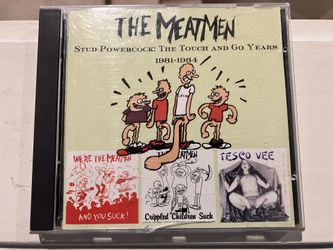 THE MEATMEN
STUD POWERCOCK: THE TOUCH AND GO YEARS
1981-1984
WE'RE THE MEATMEN
AND YOU SUCK!
MEATMEN
Crippled Children Suck
TESCO VEE